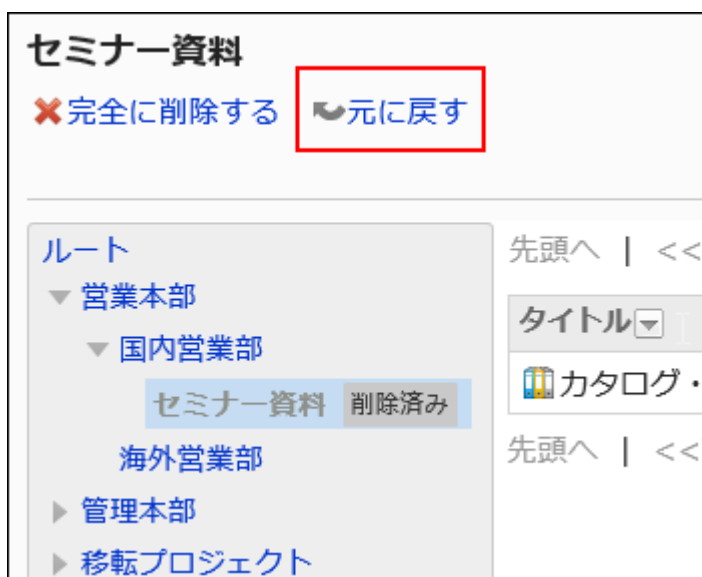 セミナー資料
完全に削除する 元に戻す
ルート
営業本部
国内営業部
セミナー資料 削除済み
海外営業部
管理本部
移転プロジェクト
先頭へ | <<
タイトル
カタログ・
先頭へ | <<